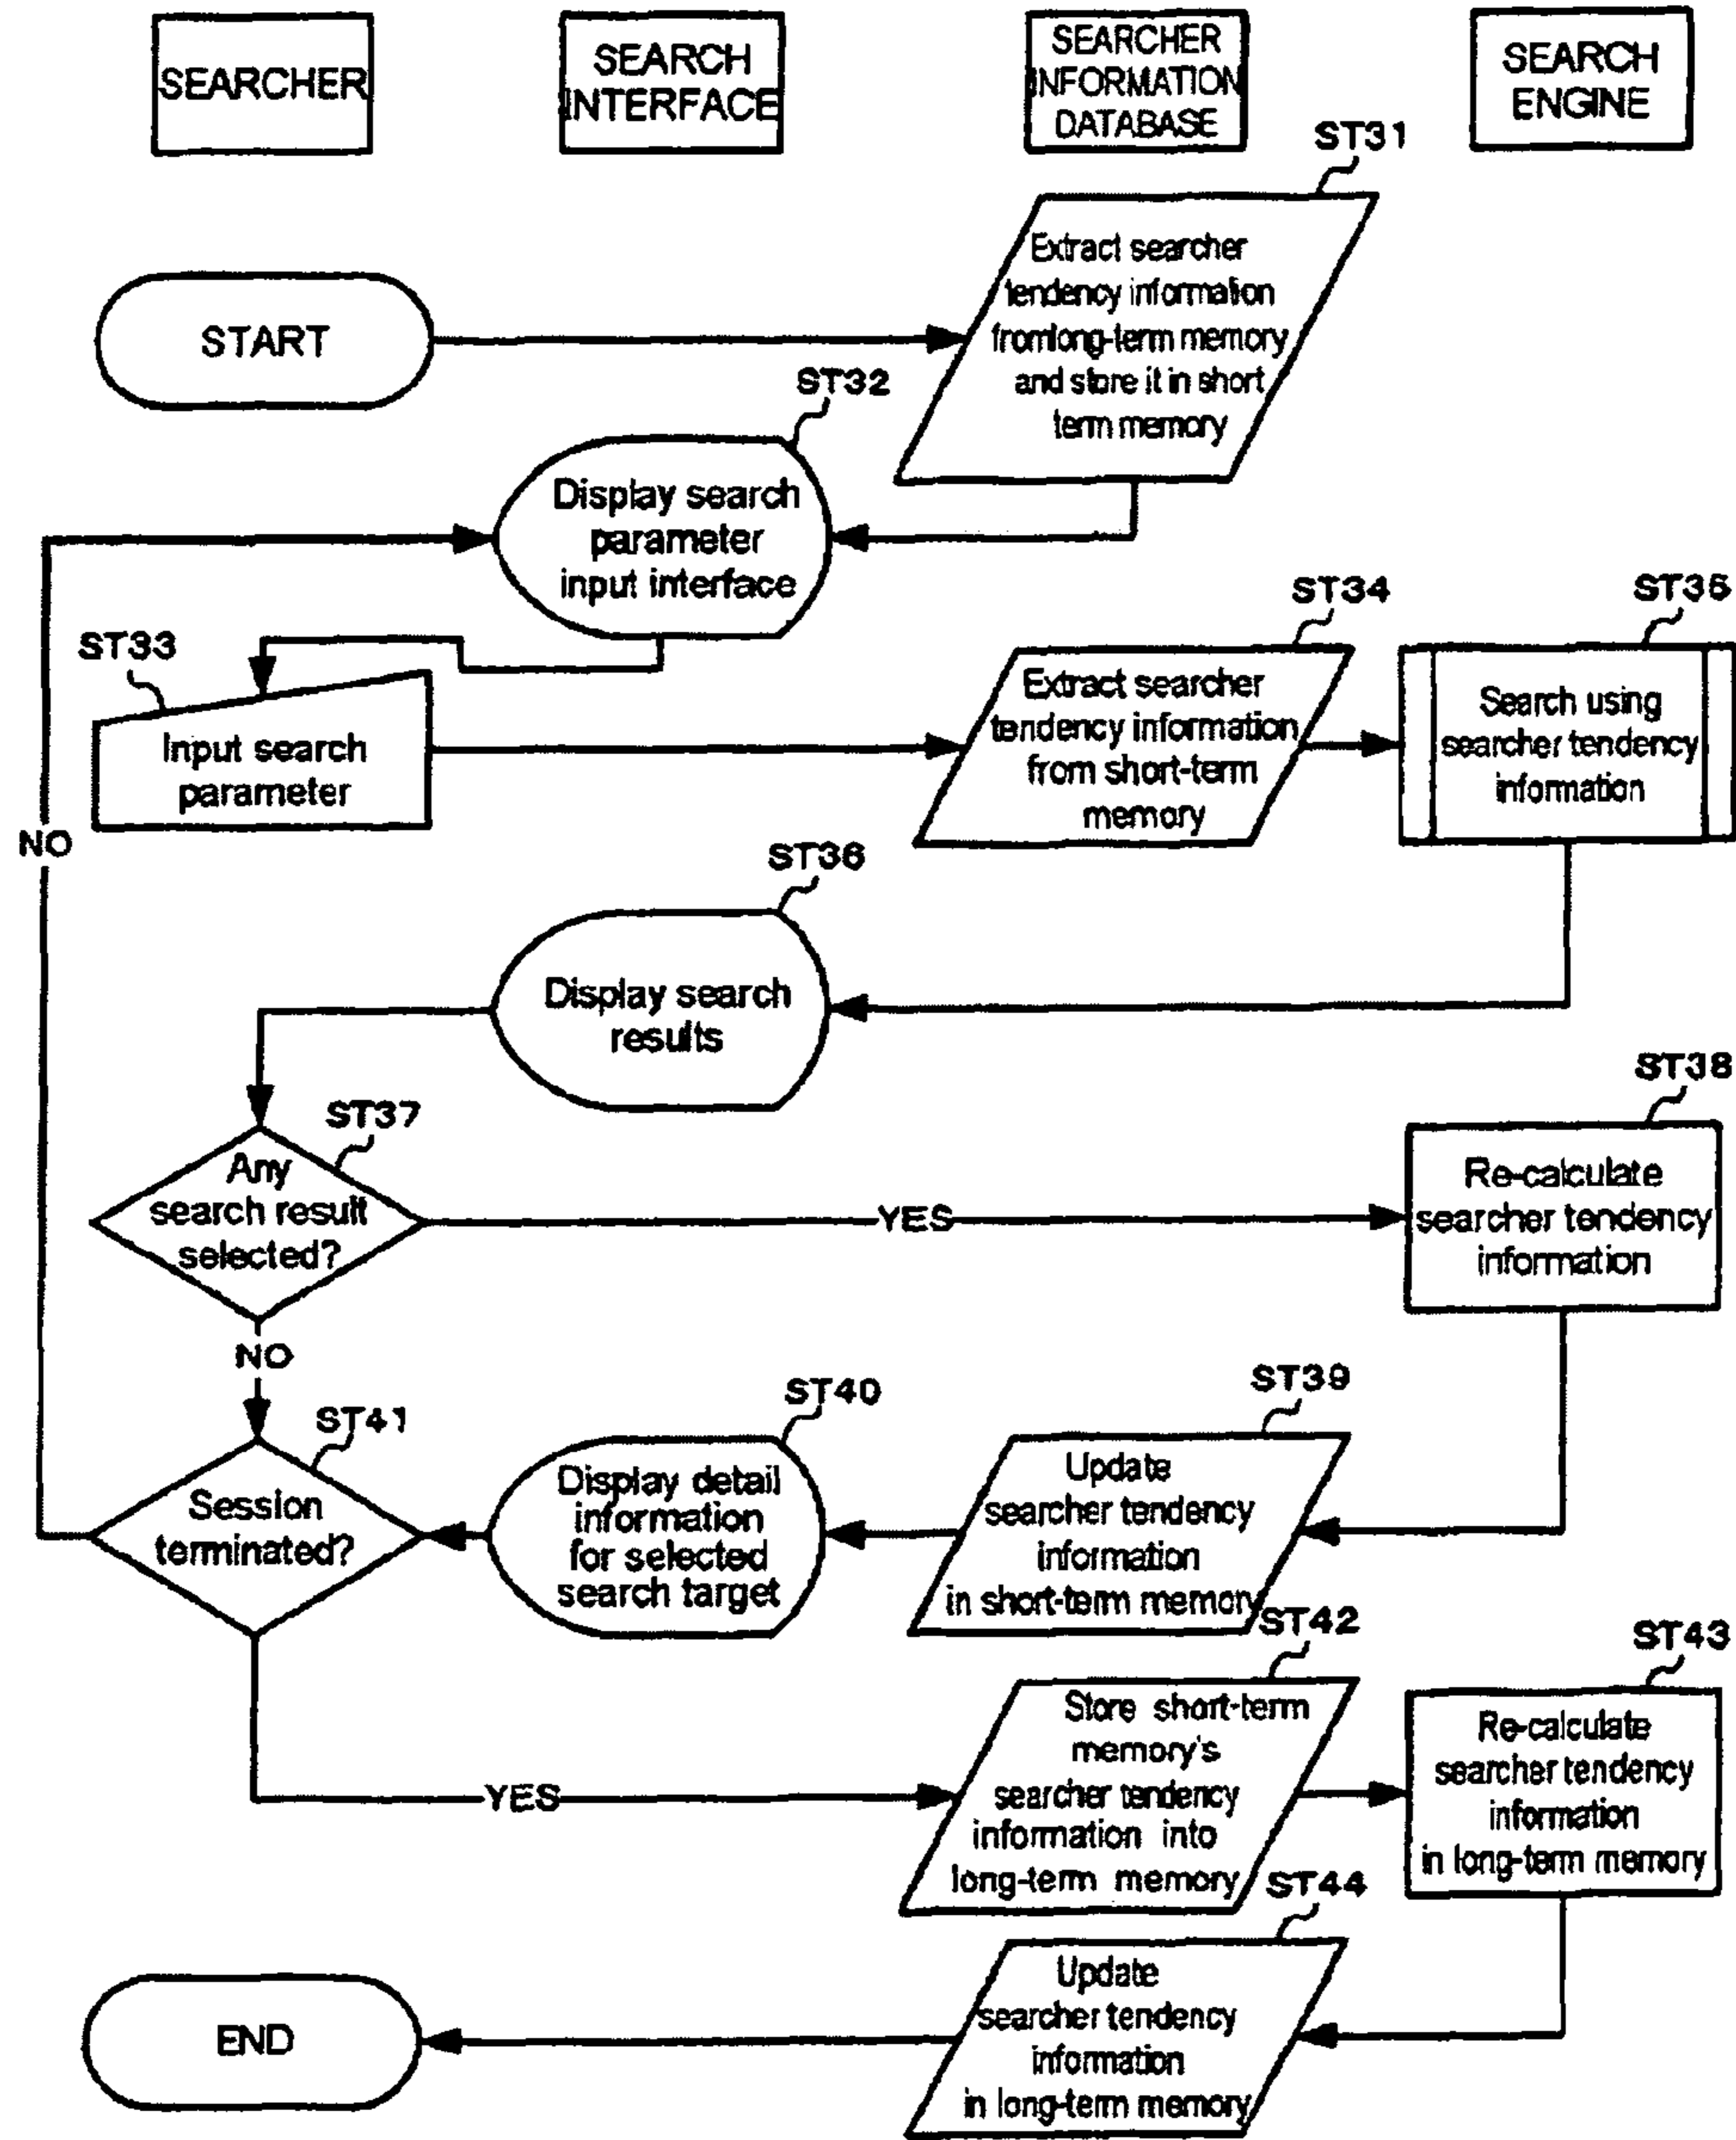 SEARCHER
SEARCH
INTERFACE
SEARCHER
INFORMATION
DATABASE
SEARCH
ENGINE
ST31
Extract searcher
tendency information
fromlong-term memory
and store it in short
term memory
START
ST32
Display search
parameter
input interface
ST33
Input search
parameter
ST34
Extract searcher
tendency information
from short-term
memory
ST35
Search using
searcher tendency
information
NO
ST36
Display search
results
ST37
Any
search result
selected?
YES
ST38
Re-calculate
searcher tendency
information
NO
ST39
Update
searcher tendency
information
in short-term memory
ST40
Display detail
information
for selected
search target
ST41
Session
terminated?
YES
ST42
Store short-term
memory's
searcher tendency
information into
long-term memory
ST43
Re-calculate
searcher tendency
information
in long-term memory
ST44
Update
searcher tendency
information
in long-term memory
END